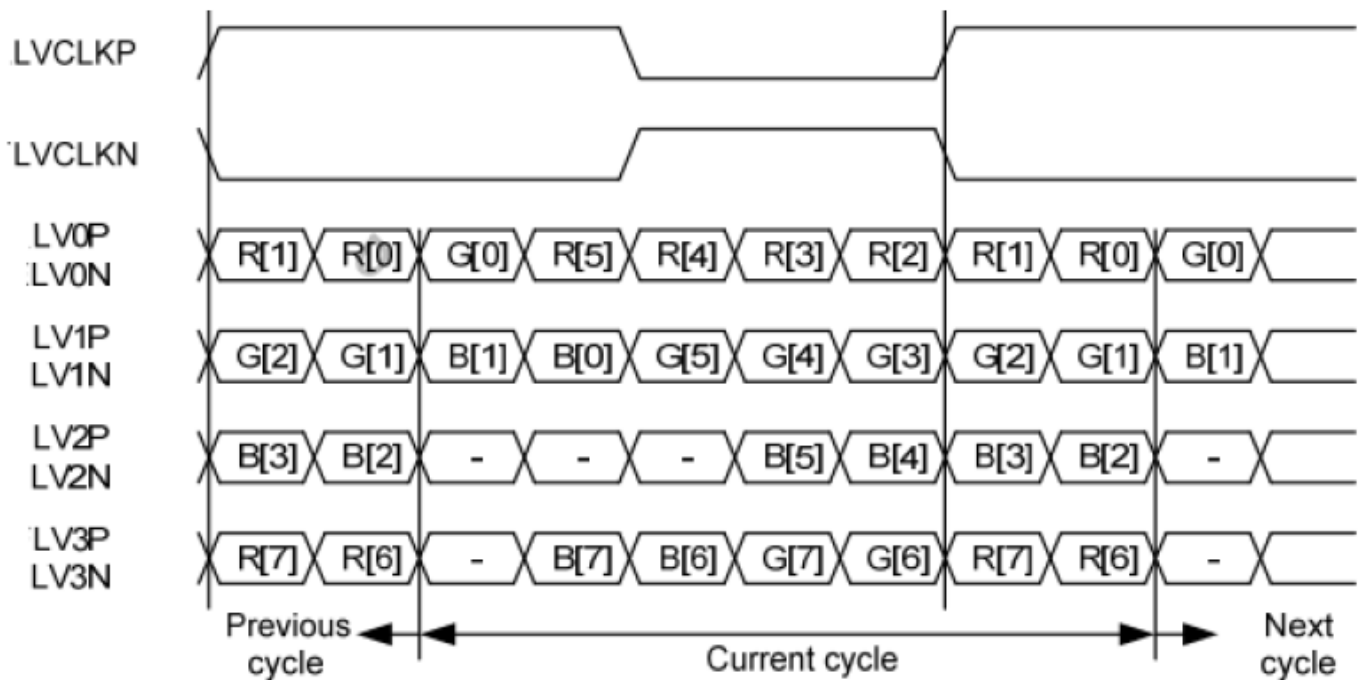 LVCLKP
LVCLKN
LV0P
LV0N
R[1] R[0] G[0] R[5] R[4] R[3] R[2] R[1] R[0] G[0]
LV1P
LV1N
G[2] G[1] B[1] B[0] G[5] G[4] G[3] G[2] G[1] B[1]
LV2P
LV2N
B[3] B[2] - - - B[5] B[4] B[3] B[2] -
LV3P
LV3N
R[7] R[6] - B[7] B[6] G[7] G[6] R[7] R[6] -
Previous
cycle
Current cycle
Next
cycle